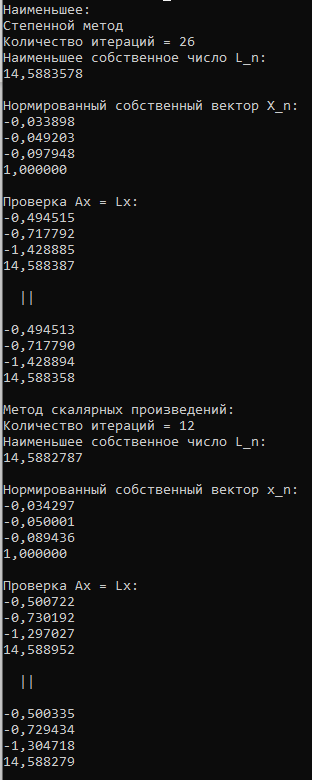 Наименьшее:
Степенной метод
Количество итераций = 26
Наименьшее собственное число L_n:
14,5883578
Нормированный собственный вектор X_n:
-0,033898
-0,049203
-0,097948
1,000000
Проверка Ax = Lx:
-0,494515
-0,717792
-1,428885
14,588387
||
-0,494513
-0,717790
-1,428894
14,588358
Метод скалярных произведений:
Количество итераций = 12
Наименьшее собственное число L_n:
14,5882787
Нормированный собственный вектор x_n:
-0,034297
-0,050001
-0,089436
1,000000
Проверка Ax = Lx:
-0,500722
-0,730192
-1,297027
14,588952
||
-0,500335
-0,729434
-1,304718
14,588279